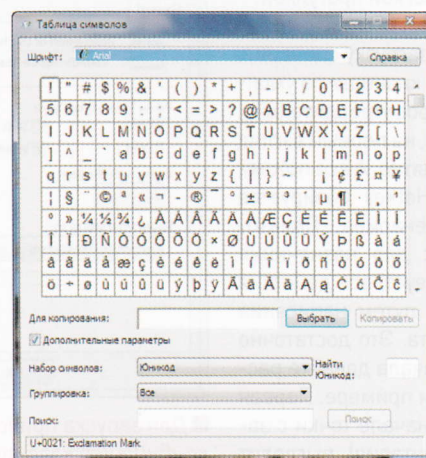 Таблица символов
Шрифт: Arial Справка
! " # $ % & ' ( ) * + , - . / 0 1 2 3 4
5 6 7 8 9 : ; < = > ? @ A B C D E F G H
I J K L M N O P Q R S T U V W X Y Z [ \
] ^ _ ` a b c d e f g h i j k l m n o p
q r s t u v w x y z { | } ~ ¡ ¢ £ ¤ ¥
¦ § ¨ © ª « ¬ - ® ¯ ° ± ² ³ ´ µ ¶ · ¸ ¹
º » ¼ ½ ¾ ¿ À Á Â Ã Ä Å Æ Ç È É Ê Ë Ì Í
Î Ï Ð Ñ Ò Ó Ô Õ Ö × Ø Ù Ú Û Ü Ý Þ ß à á
â ã ä å æ ç è é ê ë ì í î ï ð ñ ò ó ô õ
ö ÷ ø ù ú û ü ý þ ÿ Ā ā Ă ă Ą ą Ć ć Ĉ ĉ
Для копирования: Выбрать Копировать
Дополнительные параметры
Набор символов: Юникод Найти Юникод:
Группировка: Все
Поиск: Поиск
U+0021: Exclamation Mark